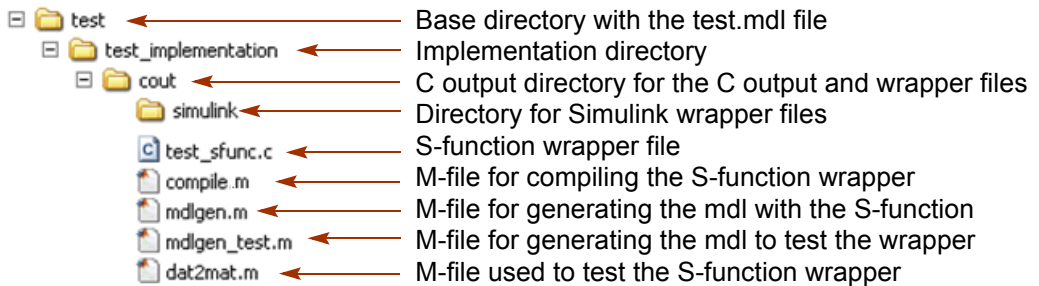 test Base directory with the test.mdl file
test_implementation Implementation directory
cout C output directory for the C output and wrapper files
simulink Directory for Simulink wrapper files
test_sfunc.c S-function wrapper file
compile.m M-file for compiling the S-function wrapper
mdlgen.m M-file for generating the mdl with the S-function
mdlgen_test.m M-file for generating the mdl to test the wrapper
dat2mat.m M-file used to test the S-function wrapper